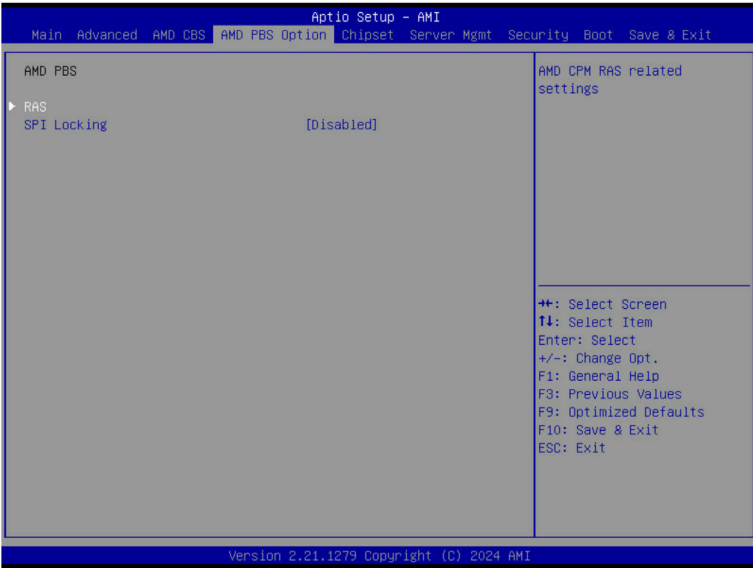 Aptio Setup - AMI
Main Advanced AMD CBS AMD PBS Option Chipset Server Mgmt Security Boot Save & Exit
AMD PBS
RAS
SPI Locking [Disabled]
AMD CPM RAS related
settings
→←: Select Screen
↑↓: Select Item
Enter: Select
+/-: Change Opt.
F1: General Help
F3: Previous Values
F9: Optimized Defaults
F10: Save & Exit
ESC: Exit
Version 2.21.1279 Copyright (C) 2024 AMI